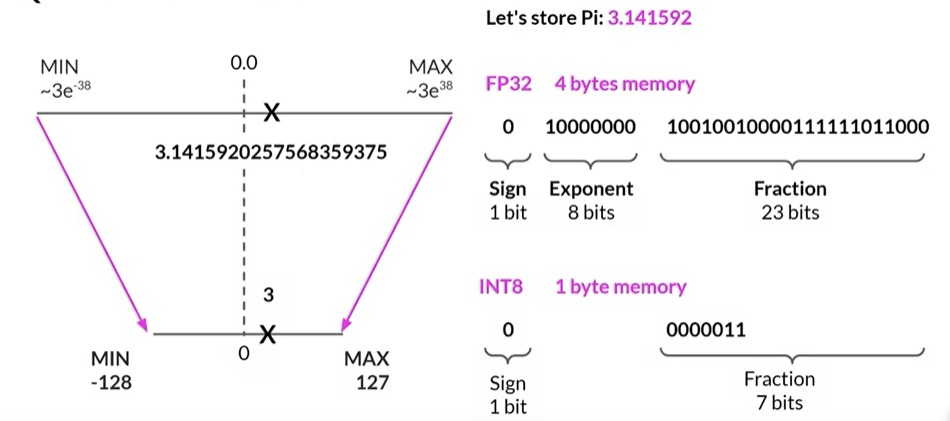 MIN
~3e-38
0.0
MAX
~3e38
3.1415920257568359375
3
0
MIN
-128
MAX
127
Let's store Pi: 3.141592
FP32 4 bytes memory
0 10000000 10010010000111111011000
Sign Exponent Fraction
1 bit 8 bits 23 bits
INT8 1 byte memory
0 0000011
Sign Fraction
1 bit 7 bits